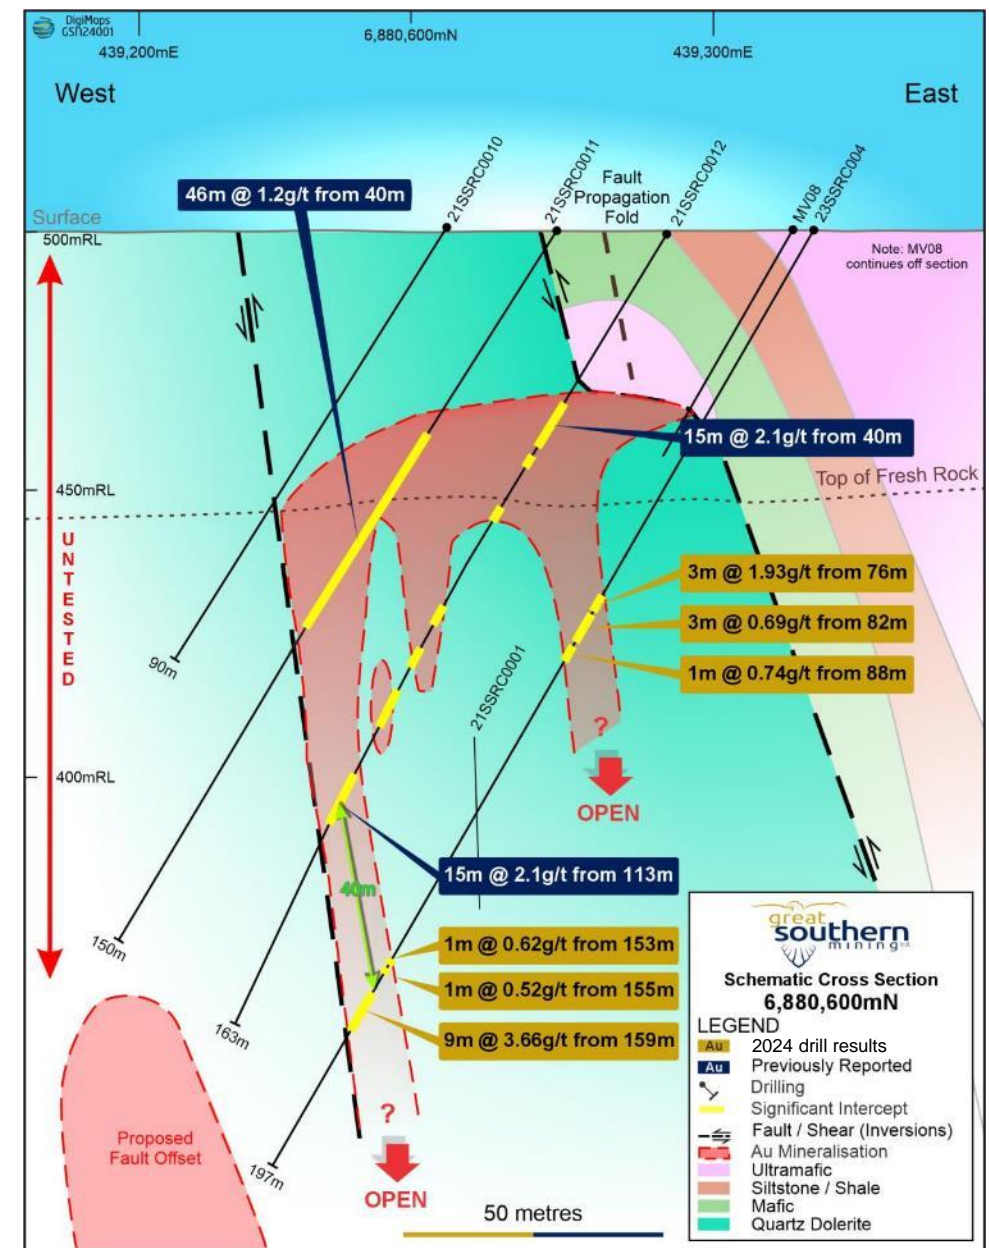 DigiMaps
GSN24001
439,200mE
6,880,600mN
439,300mE
West
East
46m @ 1.2g/t from 40m
21SSRC0010
21SSRC0011
21SSRC0012
MV08
23SSRC004
Fault
Propagation
Fold
Surface
500mRL
Note: MV08
continues off section
15m @ 2.1g/t from 40m
Top of Fresh Rock
450mRL
UNTESTED
3m @ 1.93g/t from 76m
3m @ 0.69g/t from 82m
1m @ 0.74g/t from 88m
90m
21SSRC0001
?
OPEN
400mRL
15m @ 2.1g/t from 113m
40m
1m @ 0.62g/t from 153m
1m @ 0.52g/t from 155m
9m @ 3.66g/t from 159m
150m
163m
197m
?
OPEN
Proposed
Fault Offset
50 metres
great
southern
mining
Schematic Cross Section
6,880,600mN
LEGEND
Au 2024 drill results
Au Previously Reported
Drilling
Significant Intercept
Fault / Shear (Inversions)
Au Mineralisation
Ultramafic
Siltstone / Shale
Mafic
Quartz Dolerite